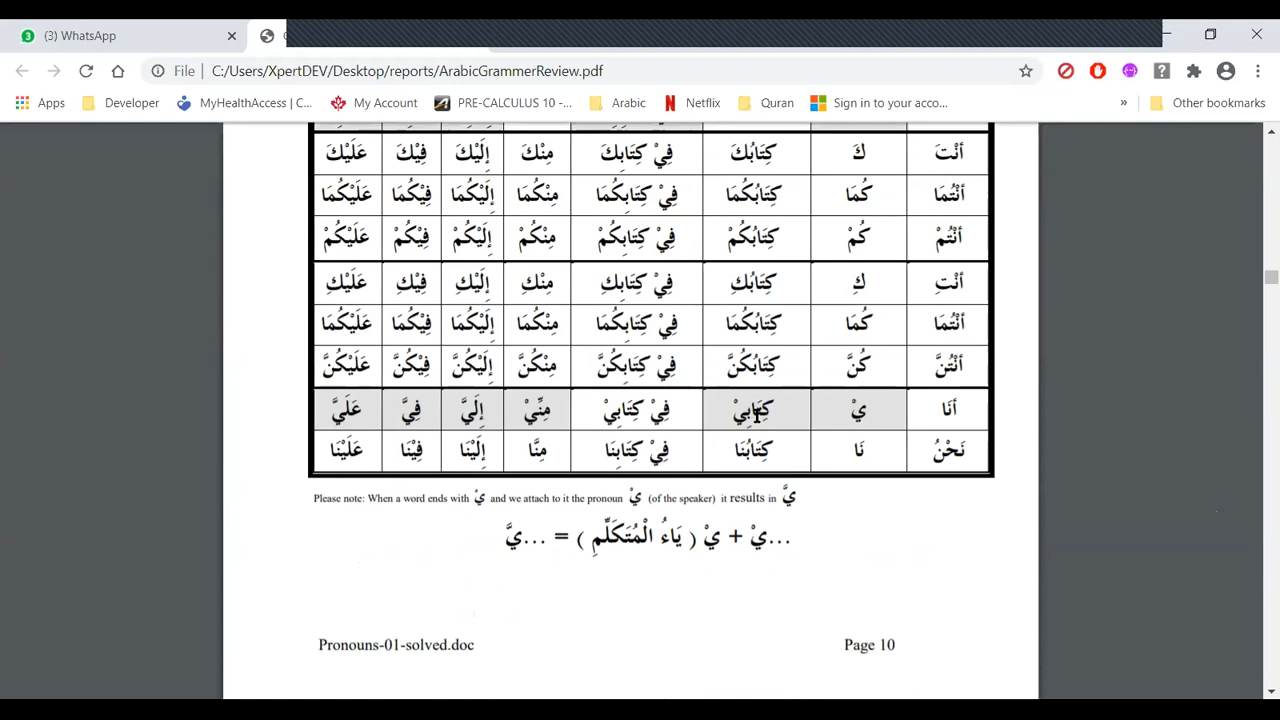 (3) WhatsApp
File C:/Users/XpertDEV/Desktop/reports/ArabicGrammerReview.pdf
Apps Developer MyHealthAccess | C... My Account PRE-CALCULUS 10 -... Arabic Netflix Quran Sign in to your acco... » Other bookmarks
أَنْتَ كَ كِتَابُكَ فِيْ كِتَابِكَ مِنْكَ إِلَيْكَ فِيْكَ عَلَيْكَ
أَنْتُمَا كُمَا كِتَابُكُمَا فِيْ كِتَابِكُمَا مِنْكُمَا إِلَيْكُمَا فِيْكُمَا عَلَيْكُمَا
أَنْتُمْ كُمْ كِتَابُكُمْ فِيْ كِتَابِكُمْ مِنْكُمْ إِلَيْكُمْ فِيْكُمْ عَلَيْكُمْ
أَنْتِ كِ كِتَابُكِ فِيْ كِتَابِكِ مِنْكِ إِلَيْكِ فِيْكِ عَلَيْكِ
أَنْتُمَا كُمَا كِتَابُكُمَا فِيْ كِتَابِكُمَا مِنْكُمَا إِلَيْكُمَا فِيْكُمَا عَلَيْكُمَا
أَنْتُنَّ كُنَّ كِتَابُكُنَّ فِيْ كِتَابِكُنَّ مِنْكُنَّ إِلَيْكُنَّ فِيْكُنَّ عَلَيْكُنَّ
أَنَا يْ كِتَابِيْ فِيْ كِتَابِيْ مِنِّيْ إِلَيَّ فِيَّ عَلَيَّ
نَحْنُ نَا كِتَابُنَا فِيْ كِتَابِنَا مِنَّا إِلَيْنَا فِيْنَا عَلَيْنَا
Please note: When a word ends with يْ and we attach to it the pronoun يْ (of the speaker) it results in يَّ
...يْ + يْ ( يَاءُ الْمُتَكَلِّمِ ) = ...يَّ
Pronouns-01-solved.doc Page 10